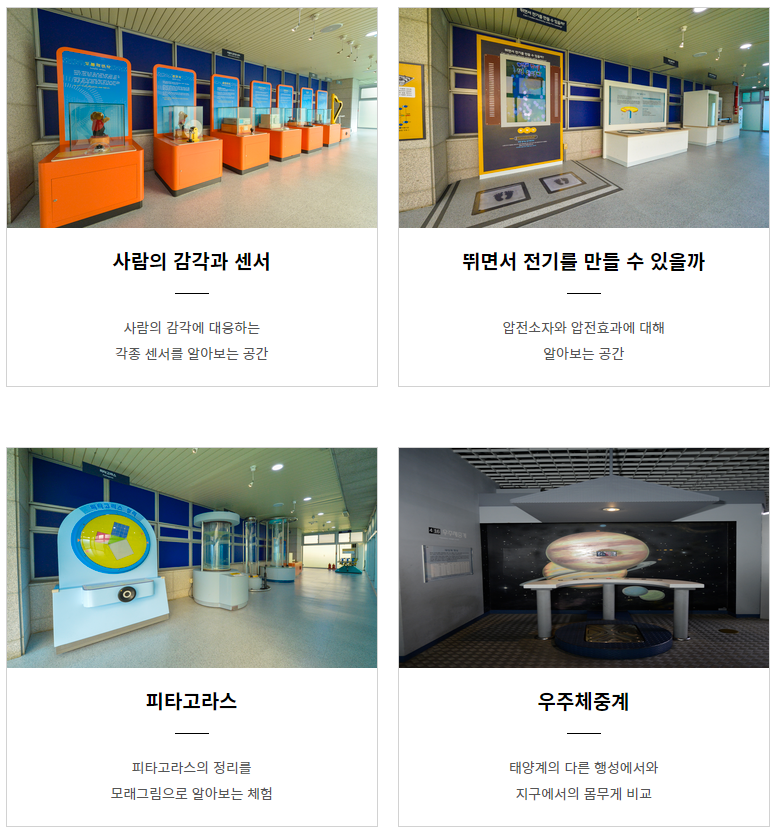 사람의 감각과 센서
사람의 감각에 대응하는
각종 센서를 알아보는 공간
뛰면서 전기를 만들 수 있을까
압전소자와 압전효과에 대해
알아보는 공간
피타고라스
피타고라스의 정리를
모래그림으로 알아보는 체험
우주체중계
태양계의 다른 행성에서와
지구에서의 몸무게 비교